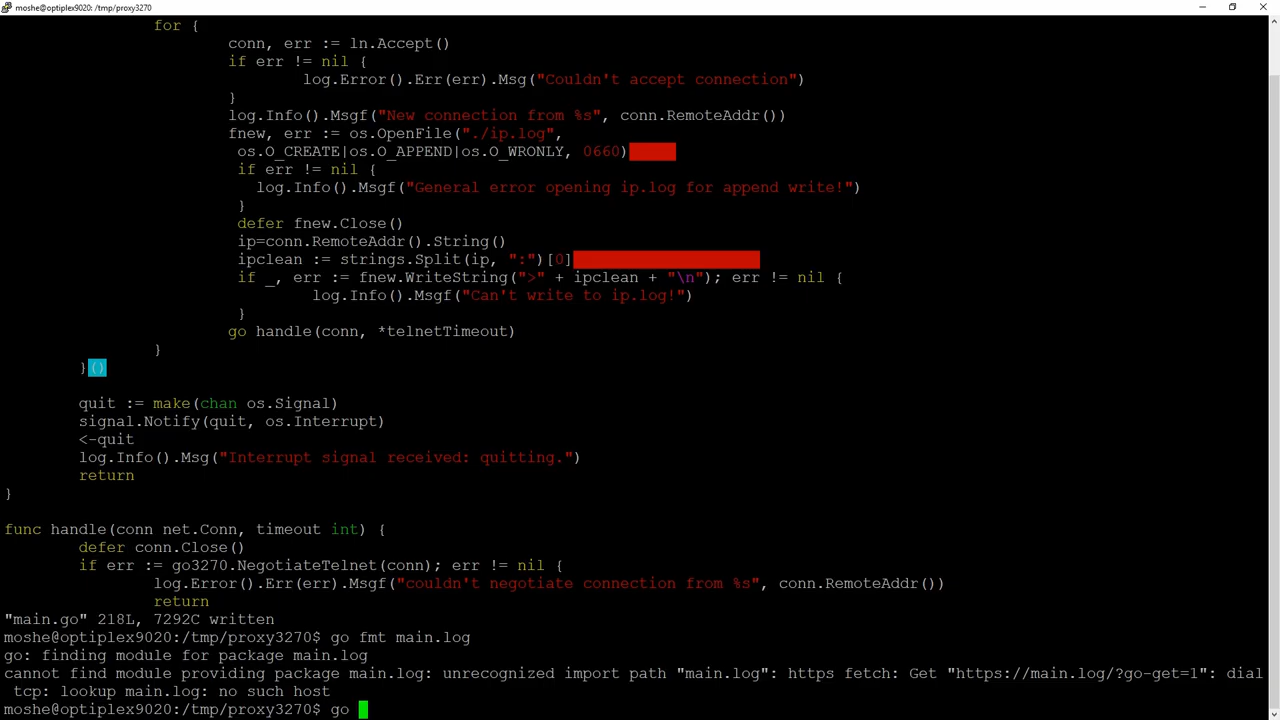 moshe@optiplex9020: /tmp/proxy3270
for {
conn, err := ln.Accept()
if err != nil {
log.Error().Err(err).Msg("Couldn't accept connection")
}
log.Info().Msgf("New connection from %s", conn.RemoteAddr())
fnew, err := os.OpenFile("./ip.log",
os.O_CREATE|os.O_APPEND|os.O_WRONLY, 0660)
if err != nil {
log.Info().Msgf("General error opening ip.log for append write!")
}
defer fnew.Close()
ip=conn.RemoteAddr().String()
ipclean := strings.Split(ip, ":")[0]
if _, err := fnew.WriteString(">" + ipclean + "\n"); err != nil {
log.Info().Msgf("Can't write to ip.log!")
}
go handle(conn, *telnetTimeout)
}
}()
quit := make(chan os.Signal)
signal.Notify(quit, os.Interrupt)
<-quit
log.Info().Msg("Interrupt signal received: quitting.")
return
}
func handle(conn net.Conn, timeout int) {
defer conn.Close()
if err := go3270.NegotiateTelnet(conn); err != nil {
log.Error().Err(err).Msgf("couldn't negotiate connection from %s", conn.RemoteAddr())
return
"main.go" 218L, 7292C written
moshe@optiplex9020:/tmp/proxy3270$ go fmt main.log
go: finding module for package main.log
cannot find module providing package main.log: unrecognized import path "main.log": https fetch: Get "https://main.log/?go-get=1": dial
tcp: lookup main.log: no such host
moshe@optiplex9020:/tmp/proxy3270$ go